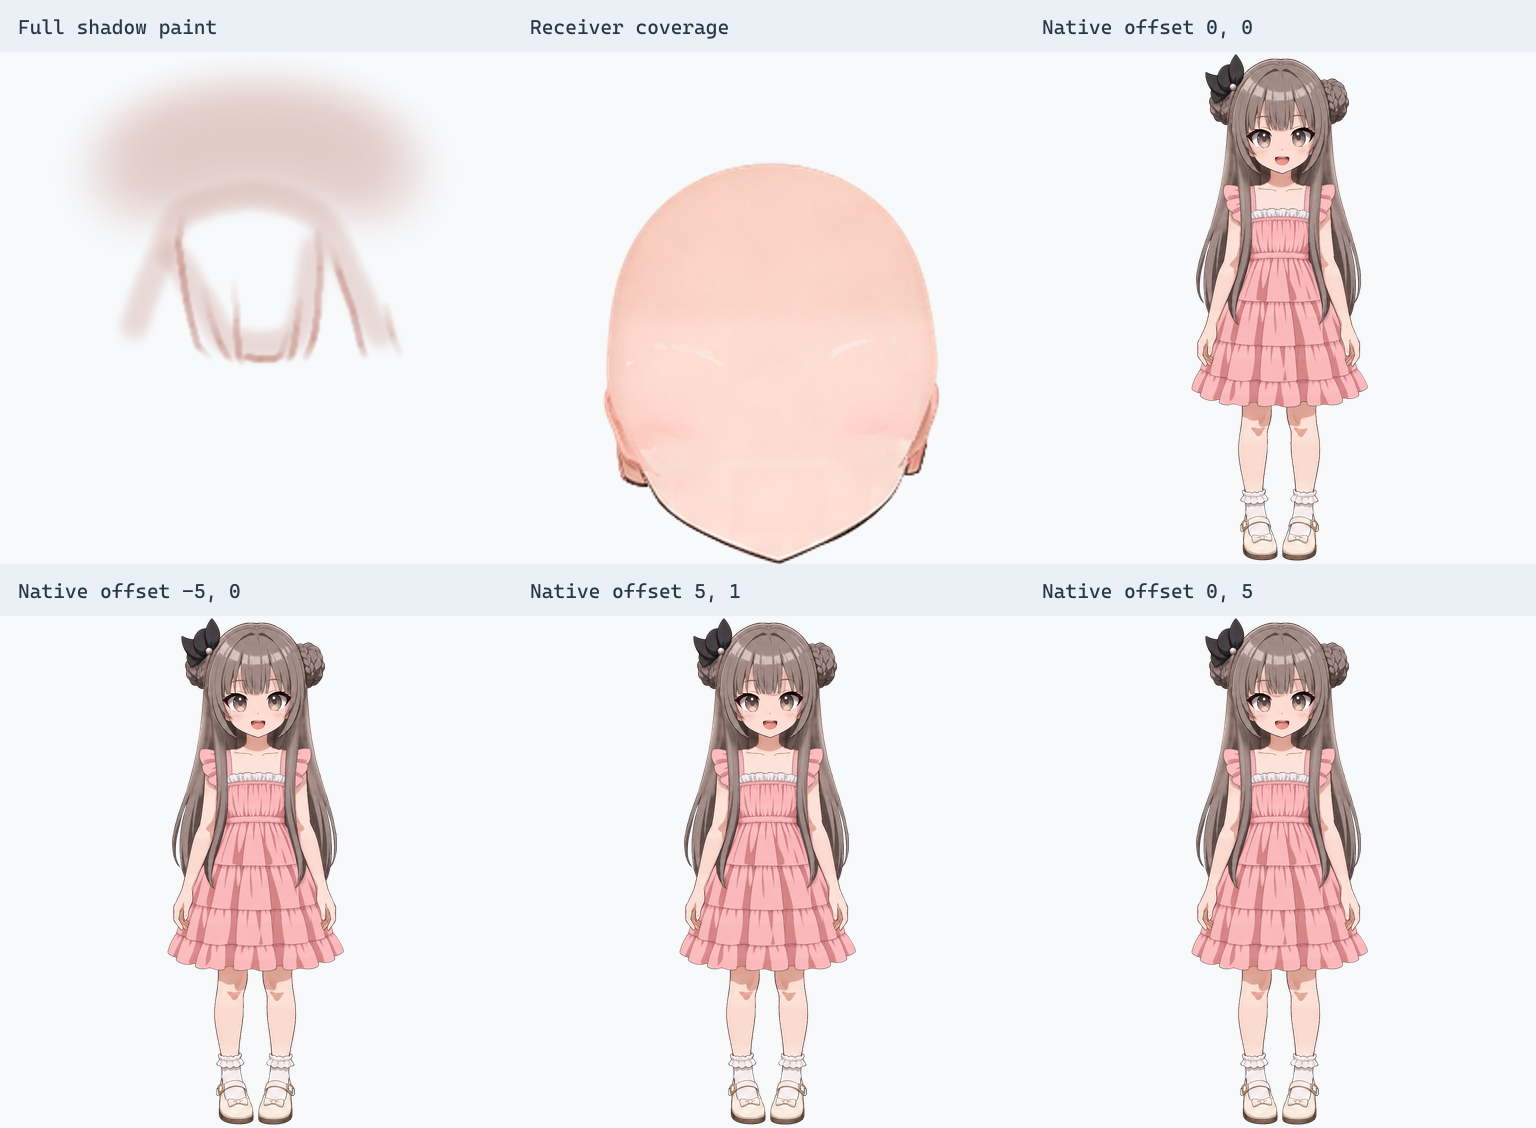 Full shadow paint
Receiver coverage
Native offset 0, 0
Native offset −5, 0
Native offset 5, 1
Native offset 0, 5